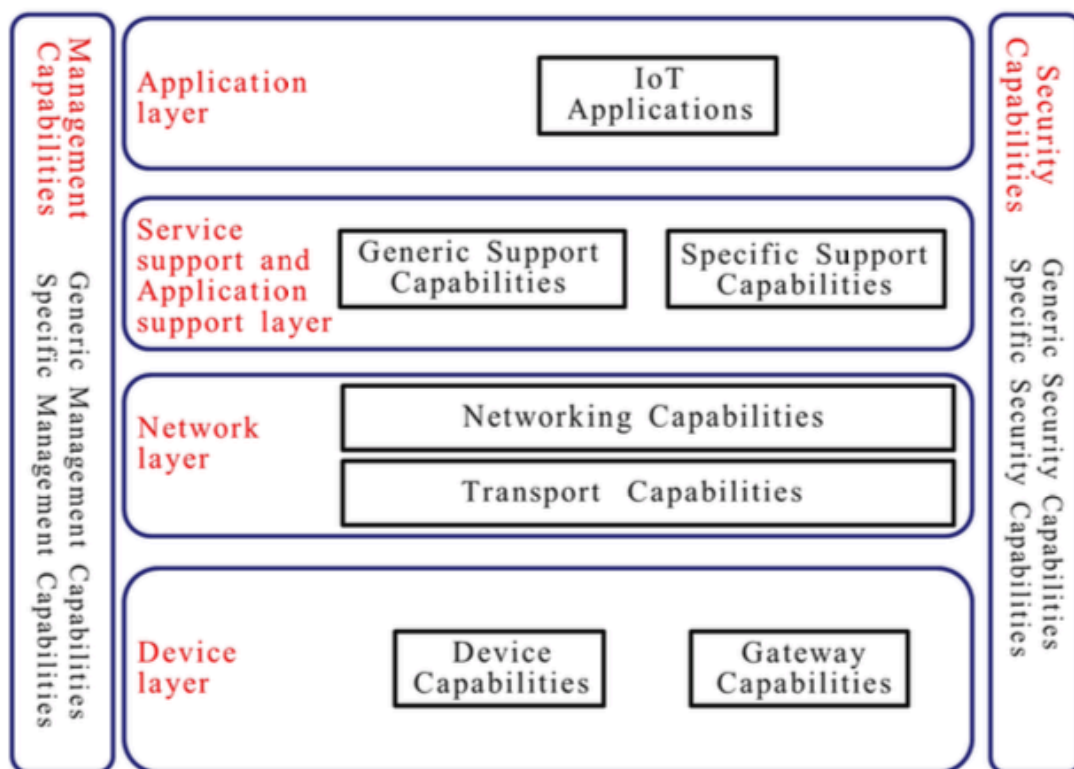 Management
Capabilities
Generic Management Capabilities
Specific Management Capabilities
Application
layer
IoT
Applications
Service
support and
Application
support layer
Generic Support
Capabilities
Specific Support
Capabilities
Network
layer
Networking Capabilities
Transport Capabilities
Device
layer
Device
Capabilities
Gateway
Capabilities
Security
Capabilities
Generic Security Capabilities
Specific Security Capabilities